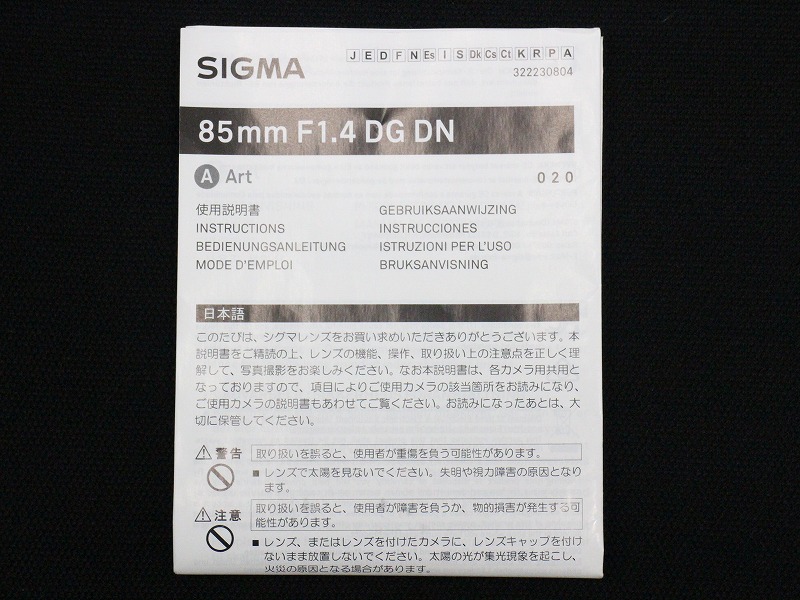 SIGMA
J E D F N Es I S Dk Cs Ct K R P A
322230804
85mm F1.4 DG DN
A Art
020
使用説明書
GEBRUIKSAANWIJZING
INSTRUCTIONS
INSTRUCCIONES
BEDIENUNGSANLEITUNG
ISTRUZIONI PER L'USO
MODE D'EMPLOI
BRUKSANVISNING
日本語
このたびは、シグマレンズをお買い求めいただきありがとうございます。本
説明書をご精読の上、レンズの機能、操作、取り扱い上の注意点を正しく理
解して、写真撮影をお楽しみください。なお本説明書は、各カメラ用共用と
なっておりますので、項目によりご使用カメラの該当箇所をお読みになり、
ご使用カメラの説明書もあわせてご覧ください。お読みになったあとは、大
切に保管してください。
警告
取り扱いを誤ると、使用者が重傷を負う可能性があります。
■ レンズで太陽を見ないでください。失明や視力障害の原因となり
ます。
注意
取り扱いを誤ると、使用者が障害を負うか、物的損害が発生する可
能性があります。
■ レンズ、またはレンズを付けたカメラに、レンズキャップを付け
ないまま放置しないでください。太陽の光が集光現象を起こし、
火災の原因となる場合があります。